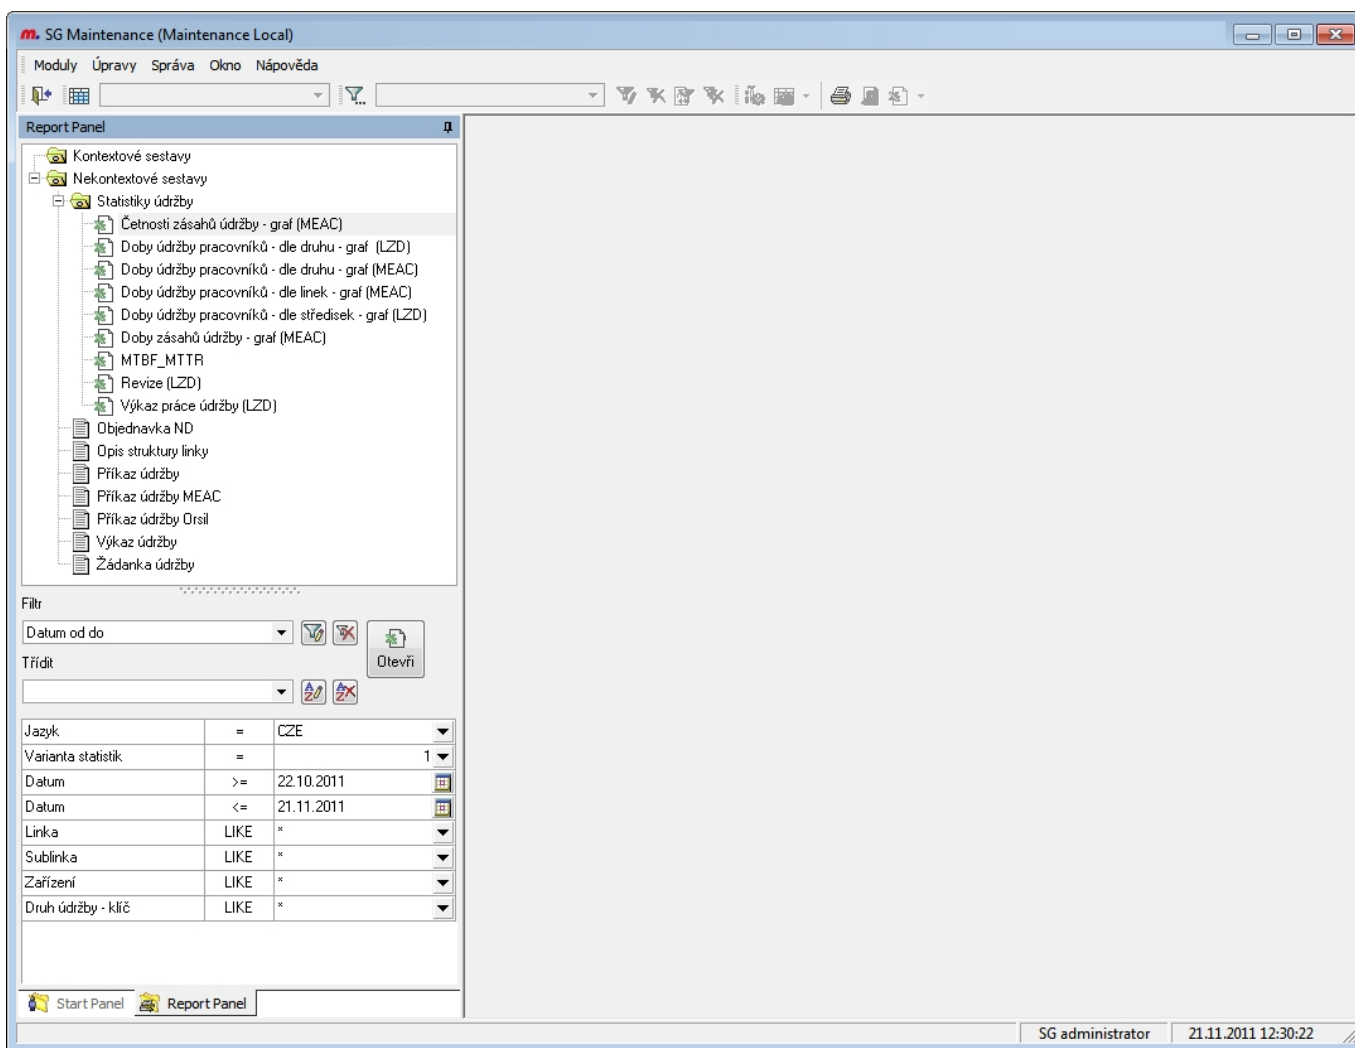 m. SG Maintenance (Maintenance Local)
Moduly Úpravy Správa Okno Nápověda
Report Panel
Kontextové sestavy
Nekontextové sestavy
Statistiky údržby
Četnosti zásahů údržby - graf (MEAC)
Doby údržby pracovníků - dle druhu - graf (LZD)
Doby údržby pracovníků - dle druhu - graf (MEAC)
Doby údržby pracovníků - dle linek - graf (MEAC)
Doby údržby pracovníků - dle středisek - graf (LZD)
Doby zásahů údržby - graf (MEAC)
MTBF_MTTR
Revize (LZD)
Výkaz práce údržby (LZD)
Objednavka ND
Opis struktury linky
Příkaz údržby
Příkaz údržby MEAC
Příkaz údržby Orsil
Výkaz údržby
Žádanka údržby
Filtr
Datum od do
Otevři
Třídit
Jazyk = CZE
Varianta statistik = 1
Datum >= 22.10.2011
Datum <= 21.11.2011
Linka LIKE *
Sublinka LIKE *
Zařízení LIKE *
Druh údržby - klíč LIKE *
Start Panel Report Panel
SG administrator 21.11.2011 12:30:22